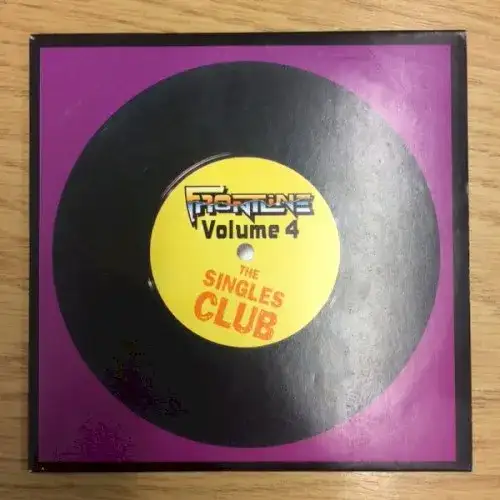 FRONTLINE
Volume 4
THE
SINGLES
CLUB